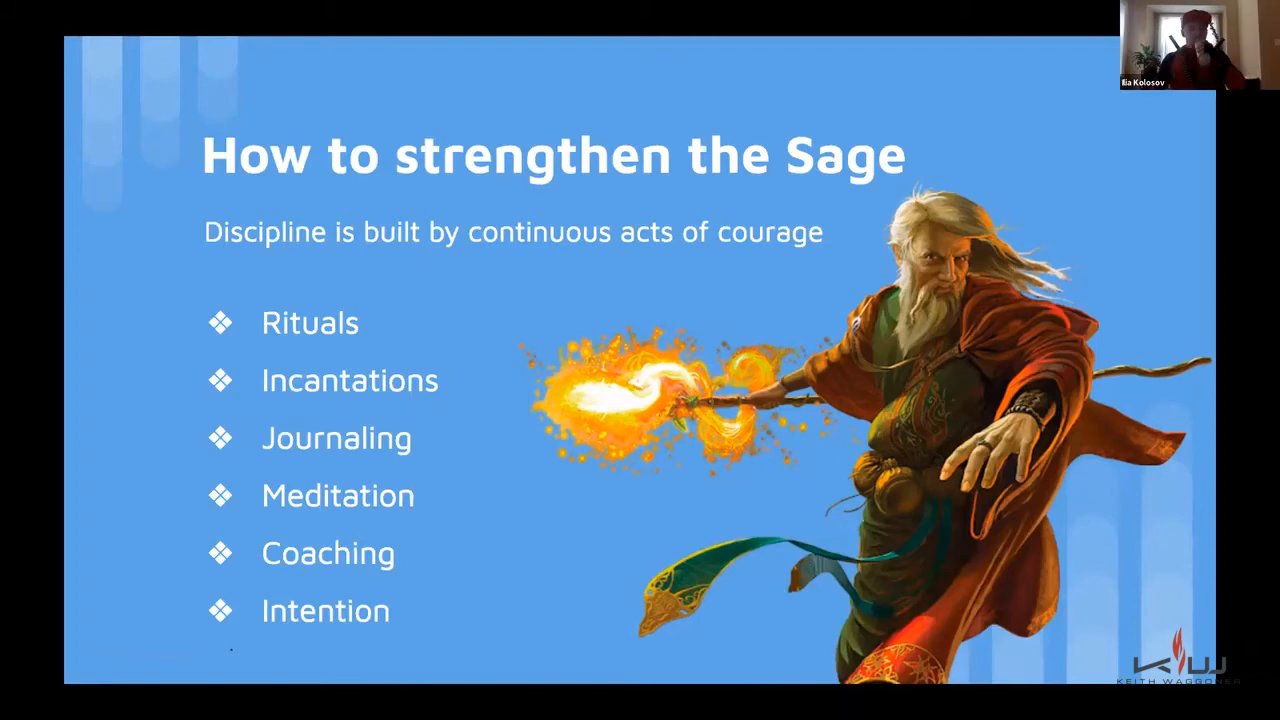 Ilia Kolosov
How to strengthen the Sage
Discipline is built by continuous acts of courage
❖ Rituals
❖ Incantations
❖ Journaling
❖ Meditation
❖ Coaching
❖ Intention
KW
KEITH WAGGONER